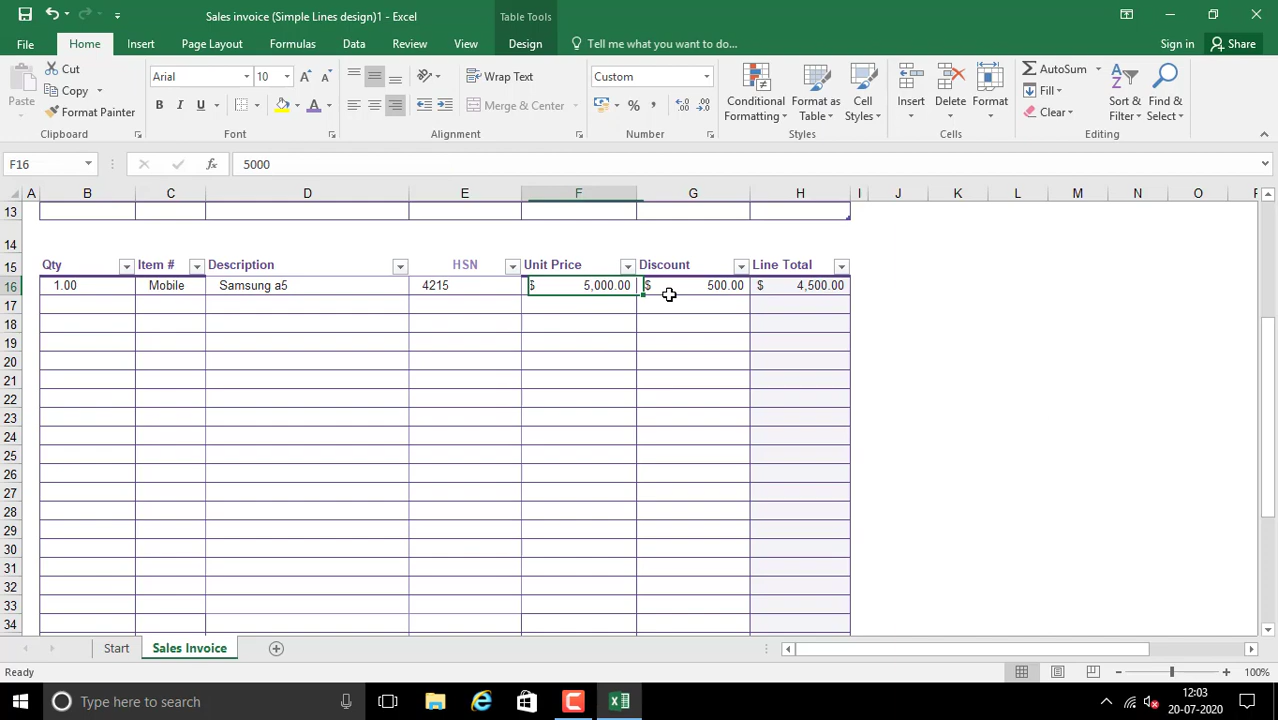 Sales invoice (Simple Lines design)1 - Excel
Table Tools
File
Home
Insert
Page Layout
Formulas
Data
Review
View
Design
Tell me what you want to do...
Sign in
Share
Paste
Cut
Copy
Format Painter
Clipboard
Arial
10
B I U
A
Font
Wrap Text
Merge & Center
Alignment
Custom
%
Number
Conditional Formatting
Format as Table
Cell Styles
Styles
Insert
Delete
Format
Cells
AutoSum
Fill
Clear
Sort & Filter
Find & Select
Editing
F16
fx
5000
A B C D E F G H I J K L M N O
13
14
15 Qty Item # Description HSN Unit Price Discount Line Total
16 1.00 Mobile Samsung a5 4215 $ 5,000.00 $ 500.00 $ 4,500.00
17
18
19
20
21
22
23
24
25
26
27
28
29
30
31
32
33
34
Start
Sales Invoice
Ready
100%
Type here to search
12:03
20-07-2020